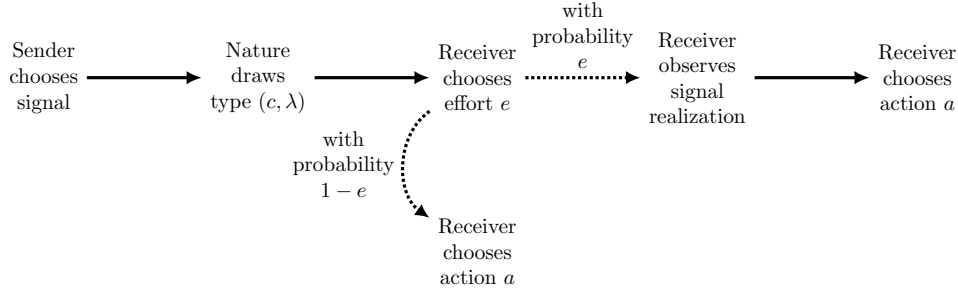 Sender
chooses
signal
Nature
draws
type (c, λ)
Receiver
chooses
effort e
with
probability
e
Receiver
observes
signal
realization
Receiver
chooses
action a
with
probability
1 − e
Receiver
chooses
action a